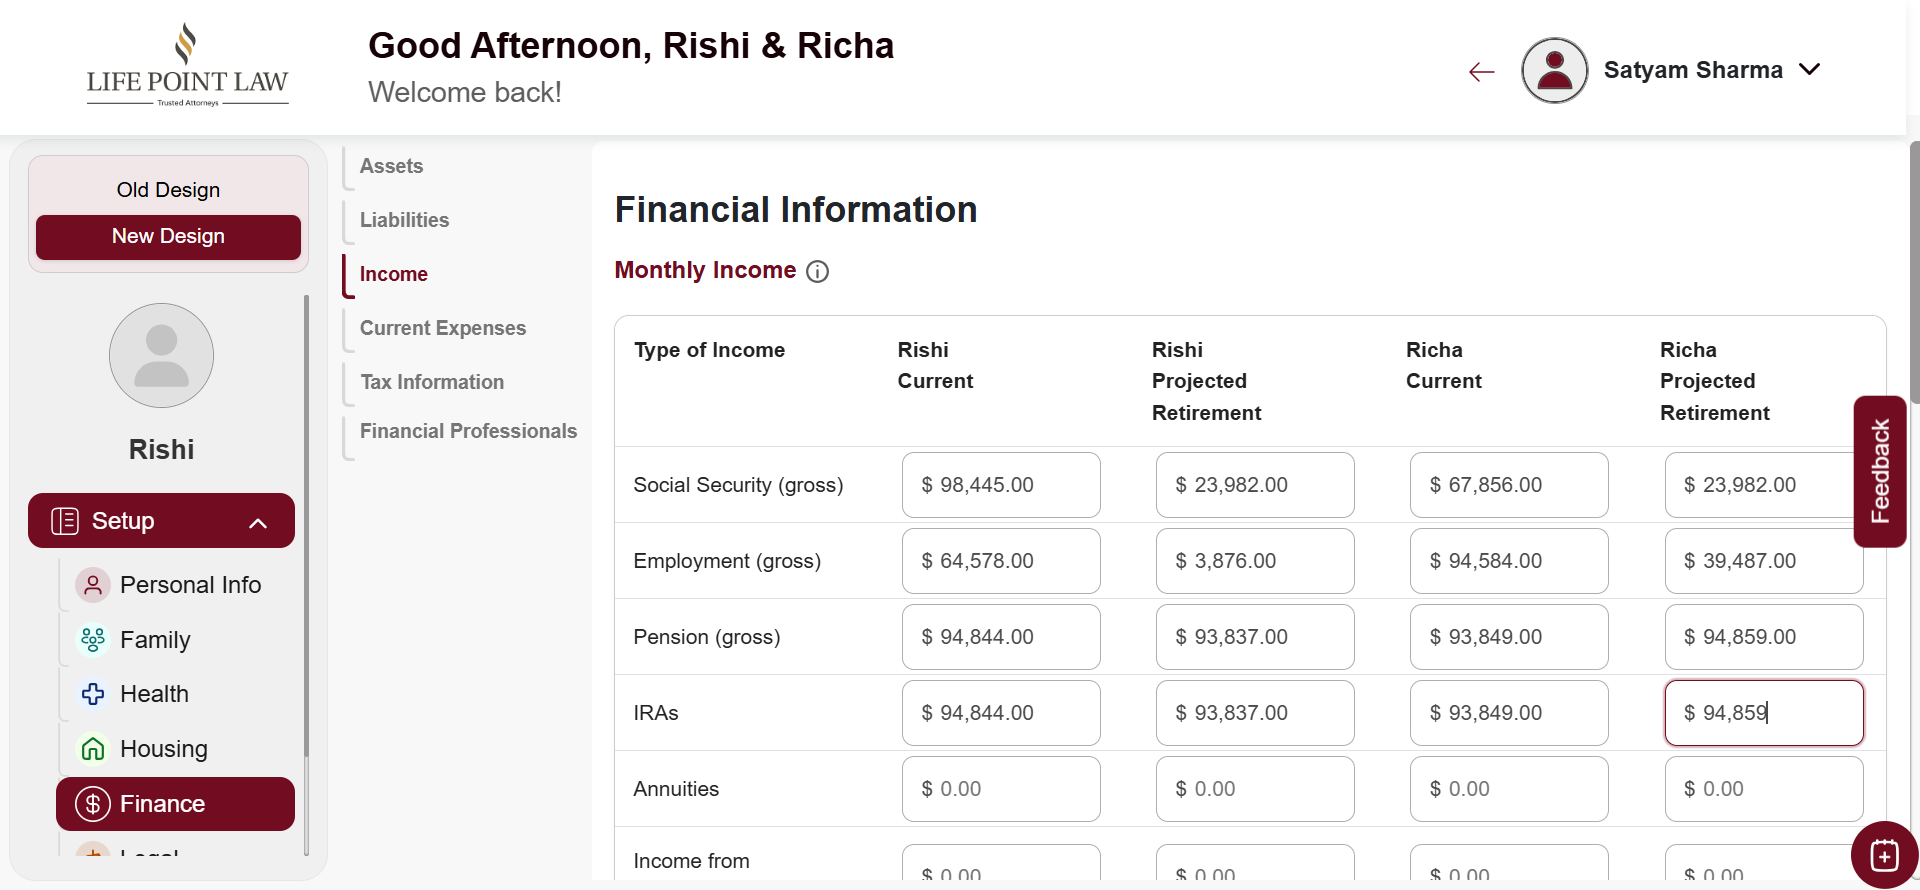 LIFE POINT LAW
Trusted Attorneys
Good Afternoon, Rishi & Richa
Welcome back!
Satyam Sharma
Old Design
New Design
Rishi
Setup
Personal Info
Family
Health
Housing
Finance
Legal
Assets
Liabilities
Income
Current Expenses
Tax Information
Financial Professionals
Financial Information
Monthly Income
Type of Income
Rishi
Current
Rishi
Projected
Retirement
Richa
Current
Richa
Projected
Retirement
Social Security (gross) $ 98,445.00 $ 23,982.00 $ 67,856.00 $ 23,982.00
Employment (gross) $ 64,578.00 $ 3,876.00 $ 94,584.00 $ 39,487.00
Pension (gross) $ 94,844.00 $ 93,837.00 $ 93,849.00 $ 94,859.00
IRAs $ 94,844.00 $ 93,837.00 $ 93,849.00 $ 94,859
Annuities $ 0.00 $ 0.00 $ 0.00 $ 0.00
Income from $ 0.00 $ 0.00 $ 0.00 $ 0.00
Feedback